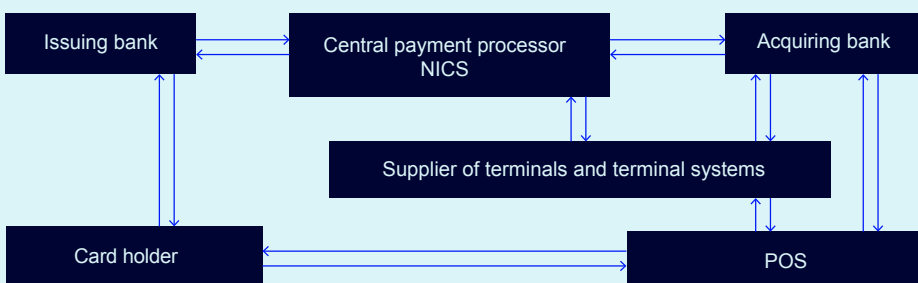 Issuing bank
Central payment processor
NICS
Acquiring bank
Supplier of terminals and terminal systems
Card holder
POS